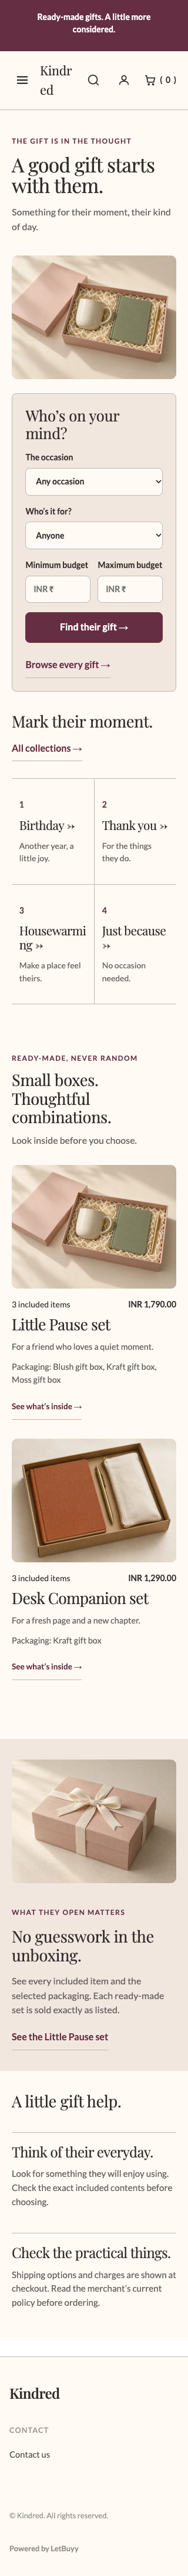 Ready-made gifts. A little more
considered.
Kindr
ed
( 0 )
THE GIFT IS IN THE THOUGHT
A good gift starts
with them.
Something for their moment, their kind
of day.
Who's on your
mind?
The occasion
Any occasion
Who's it for?
Anyone
Minimum budget
Maximum budget
INR ₹
INR ₹
Find their gift →
Browse every gift →
Mark their moment.
All collections →
1
Birthday ↣
Another year, a
little joy.
2
Thank you ↣
For the things
they do.
3
Housewarmi
ng ↣
Make a place feel
theirs.
4
Just because
↣
No occasion
needed.
READY-MADE, NEVER RANDOM
Small boxes.
Thoughtful
combinations.
Look inside before you choose.
3 included items
INR 1,790.00
Little Pause set
For a friend who loves a quiet moment.
Packaging: Blush gift box, Kraft gift box,
Moss gift box
See what's inside →
3 included items
INR 1,290.00
Desk Companion set
For a fresh page and a new chapter.
Packaging: Kraft gift box
See what's inside →
WHAT THEY OPEN MATTERS
No guesswork in the
unboxing.
See every included item and the
selected packaging. Each ready-made
set is sold exactly as listed.
See the Little Pause set
A little gift help.
Think of their everyday.
Look for something they will enjoy using.
Check the exact included contents before
choosing.
Check the practical things.
Shipping options and charges are shown at
checkout. Read the merchant's current
policy before ordering.
Kindred
CONTACT
Contact us
© Kindred. All rights reserved.
Powered by LetBuyy